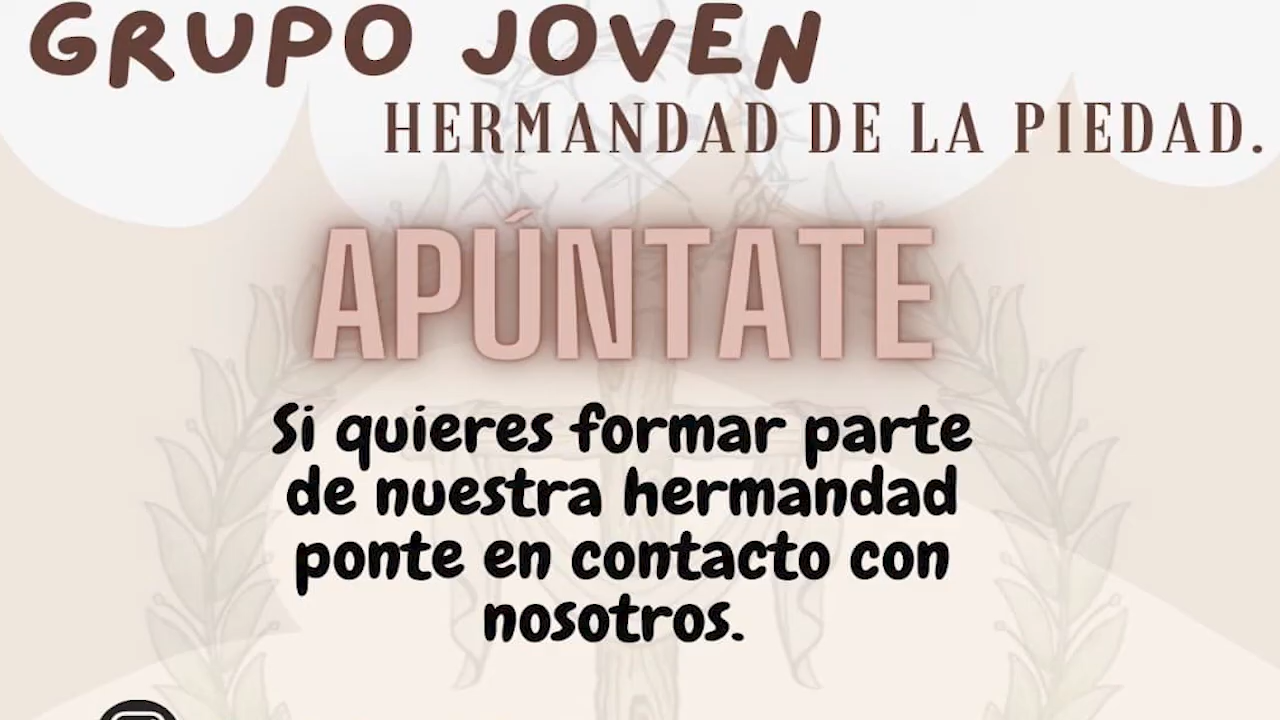 GRUPO JOVEN
HERMANDAD DE LA PIEDAD.
APÚNTATE
Si quieres formar parte
de nuestra hermandad
ponte en contacto con
nosotros.